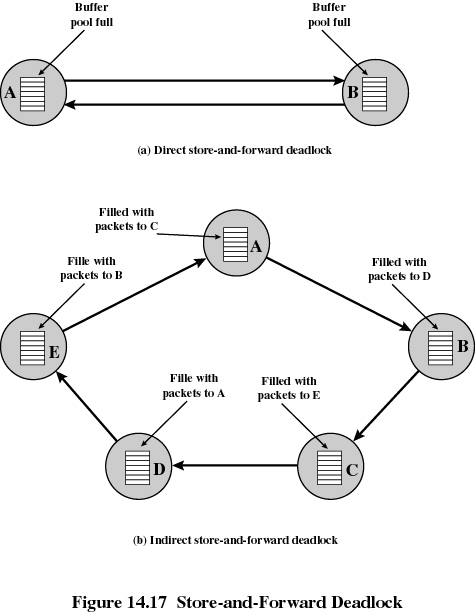 Buffer
pool full
Buffer
pool full
A
B
(a) Direct store-and-forward deadlock
Filled with
packets to C
A
Fille with
packets to B
Filled with
packets to D
E
B
Fille with
packets to A
Filled with
packets to E
D
C
(b) Indirect store-and-forward deadlock
Figure 14.17 Store-and-Forward Deadlock